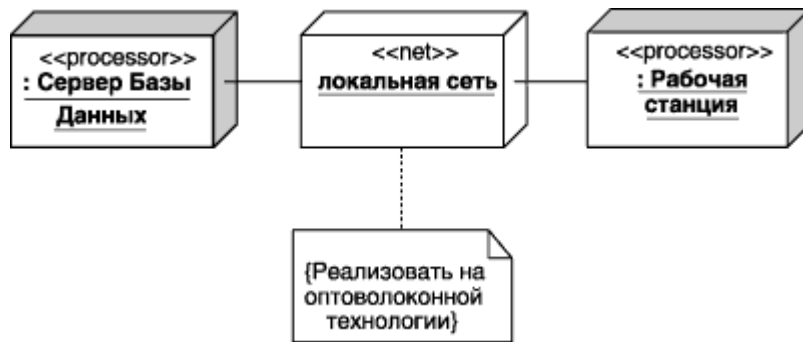 <<processor>>
: Сервер Базы
Данных
<<net>>
локальная сеть
<<processor>>
: Рабочая
станция
{Реализовать на
оптоволоконной
технологии}